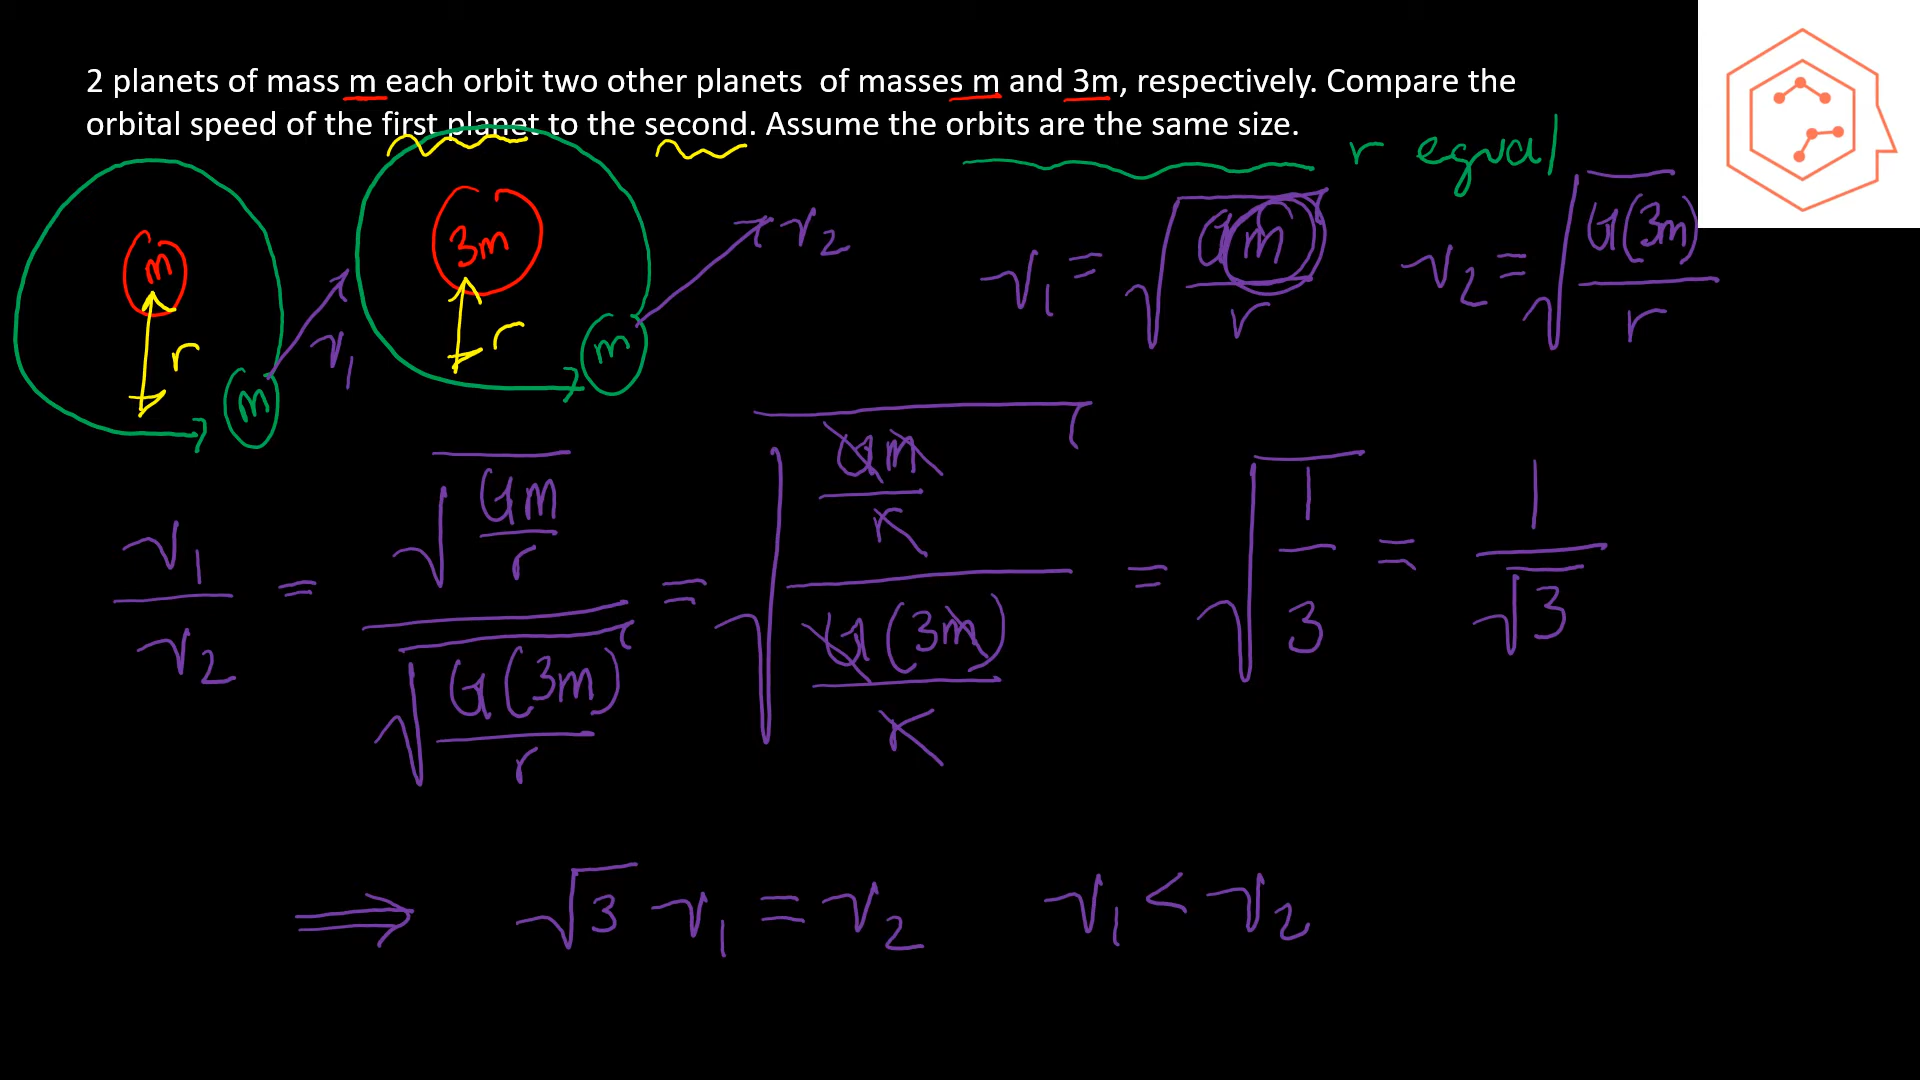 2 planets of mass m each orbit two other planets of masses m and 3m, respectively. Compare the
orbital speed of the first planet to the second. Assume the orbits are the same size.
r equal
m
r
m
v₁
3m
r
m
v₂
v₁ = √(Gm/r)
v₂ = √(G(3m)/r)
v₁/v₂ = √(Gm/r) / √(G(3m)/r) = √((Gm/r)/(G(3m)/r)) = √(1/3) = 1/√3
⟹ √3 v₁ = v₂ v₁ < v₂